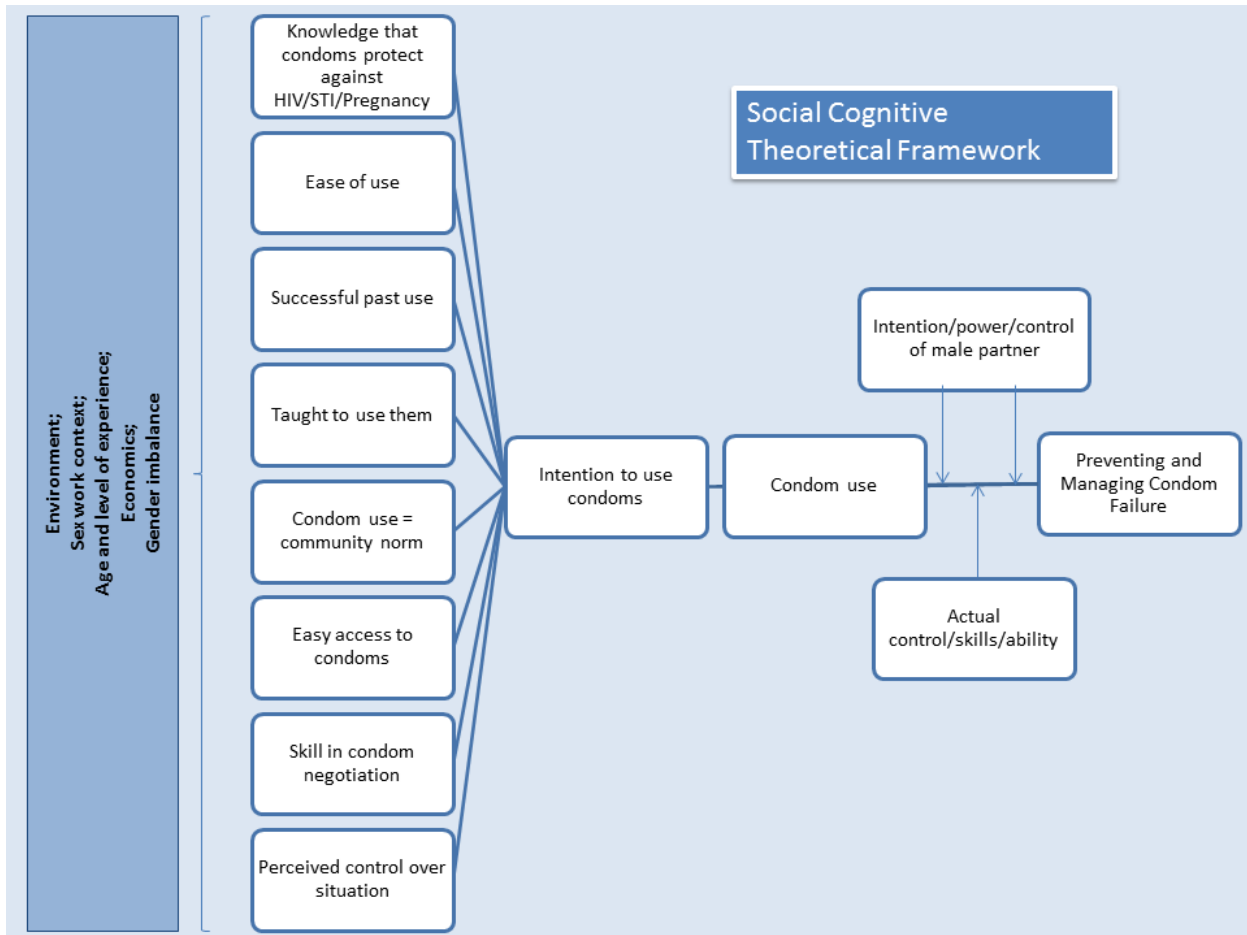 Environment;
Sex work context;
Age and level of experience;
Economics;
Gender imbalance
Knowledge that
condoms protect
against
HIV/STI/Pregnancy
Ease of use
Successful past use
Taught to use them
Condom use =
community norm
Easy access to
condoms
Skill in condom
negotiation
Perceived control over
situation
Intention to use
condoms
Condom use
Social Cognitive
Theoretical Framework
Intention/power/control
of male partner
Preventing and
Managing Condom
Failure
Actual
control/skills/ability